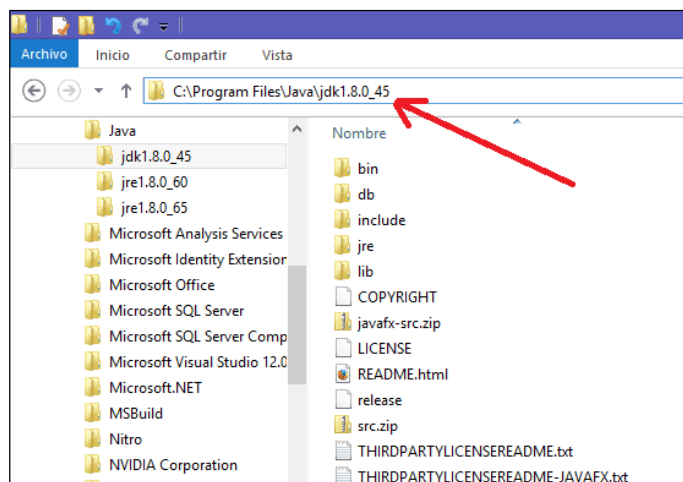 Archivo Inicio Compartir Vista
C:\Program Files\Java\jdk1.8.0_45
Java
jdk1.8.0_45
jre1.8.0_60
jre1.8.0_65
Microsoft Analysis Services
Microsoft Identity Extension
Microsoft Office
Microsoft SQL Server
Microsoft SQL Server Comp
Microsoft Visual Studio 12.0
Microsoft.NET
MSBuild
Nitro
NVIDIA Corporation
Nombre
bin
db
include
jre
lib
COPYRIGHT
javafx-src.zip
LICENSE
README.html
release
src.zip
THIRDPARTYLICENSEREADME.txt
THIRDPARTYLICENSEREADME-JAVAFX.txt